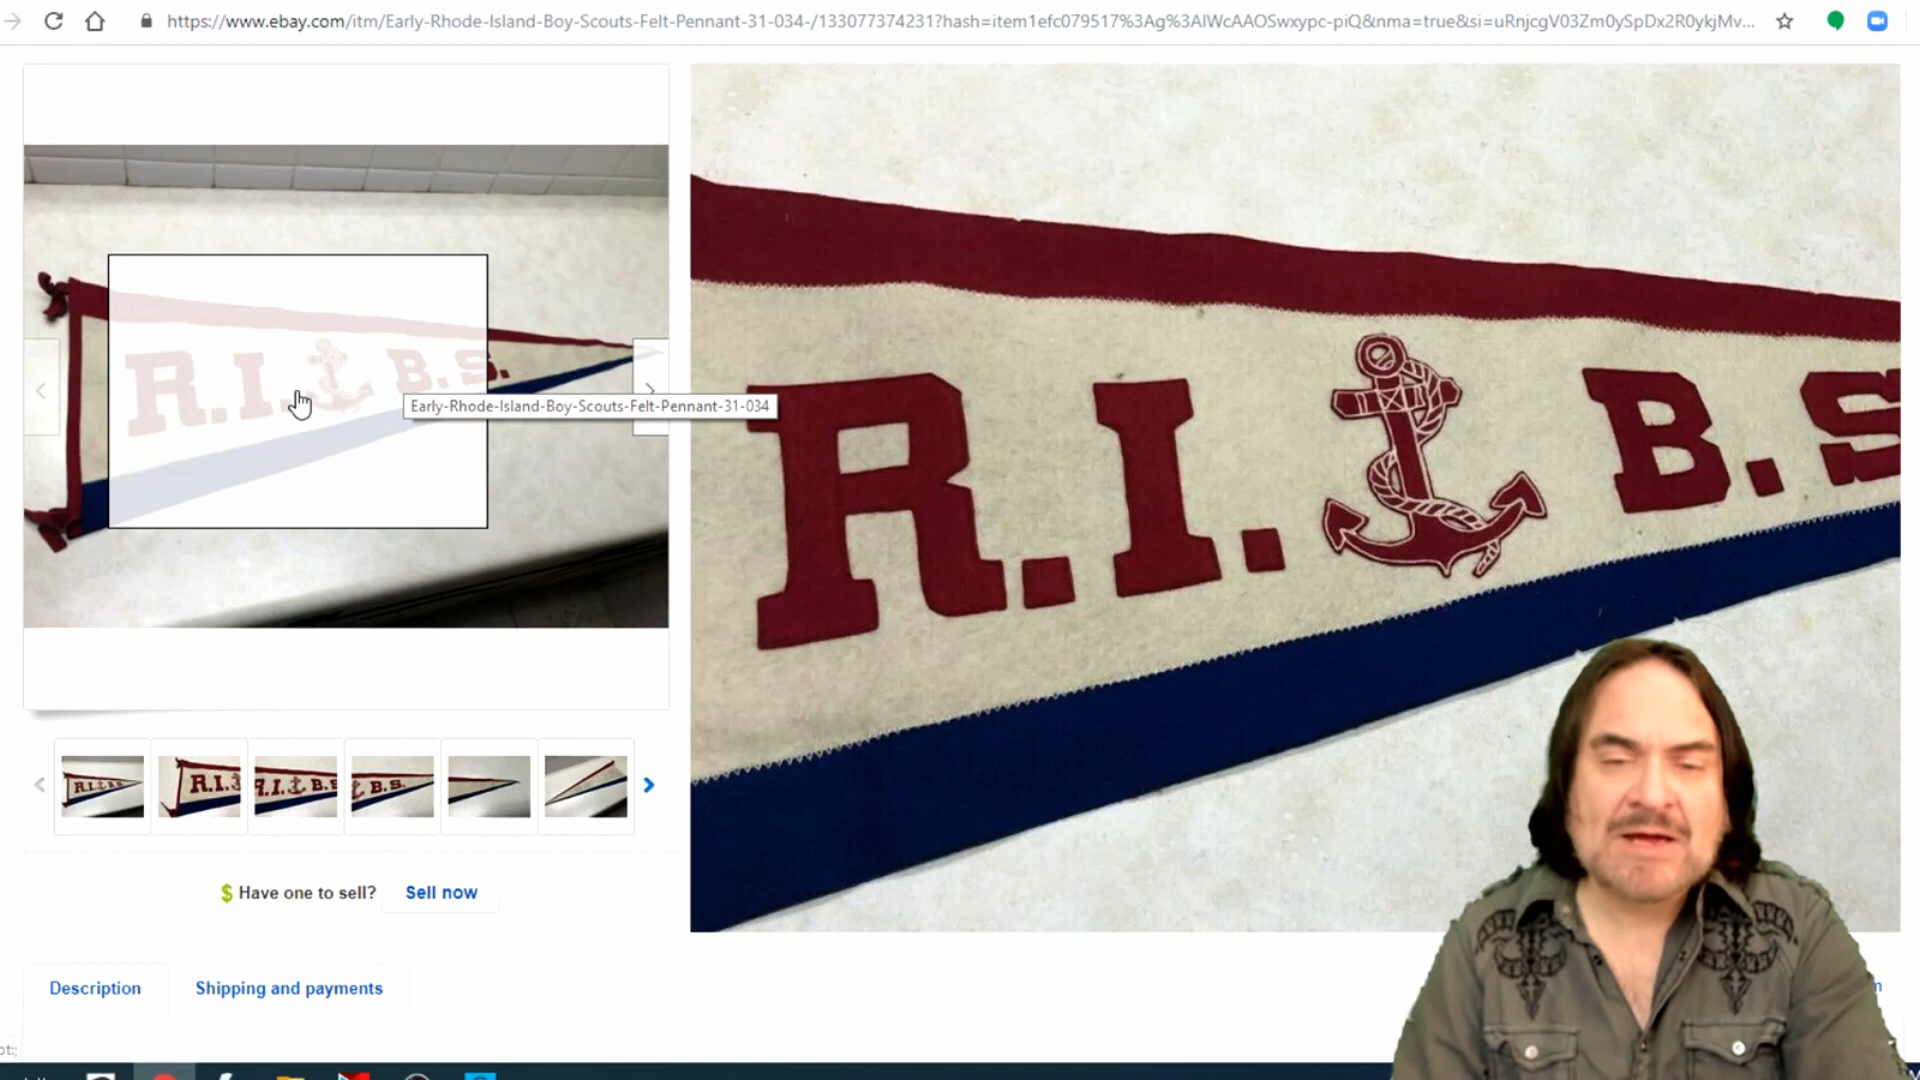 https://www.ebay.com/itm/Early-Rhode-Island-Boy-Scouts-Felt-Pennant-31-034-/133077374231?hash=item1efc079517%3Ag%3AIWcAAOSwxypc-piQ&nma=true&si=uRnjcgV03Zm0ySpDx2R0ykjMv...
R.I. B.S.
Early-Rhode-Island-Boy-Scouts-Felt-Pennant-31-034
R.I. B.S
R.I. B.S.
R.I.
R.I. B.S
B.S.
$ Have one to sell? Sell now
Description Shipping and payments